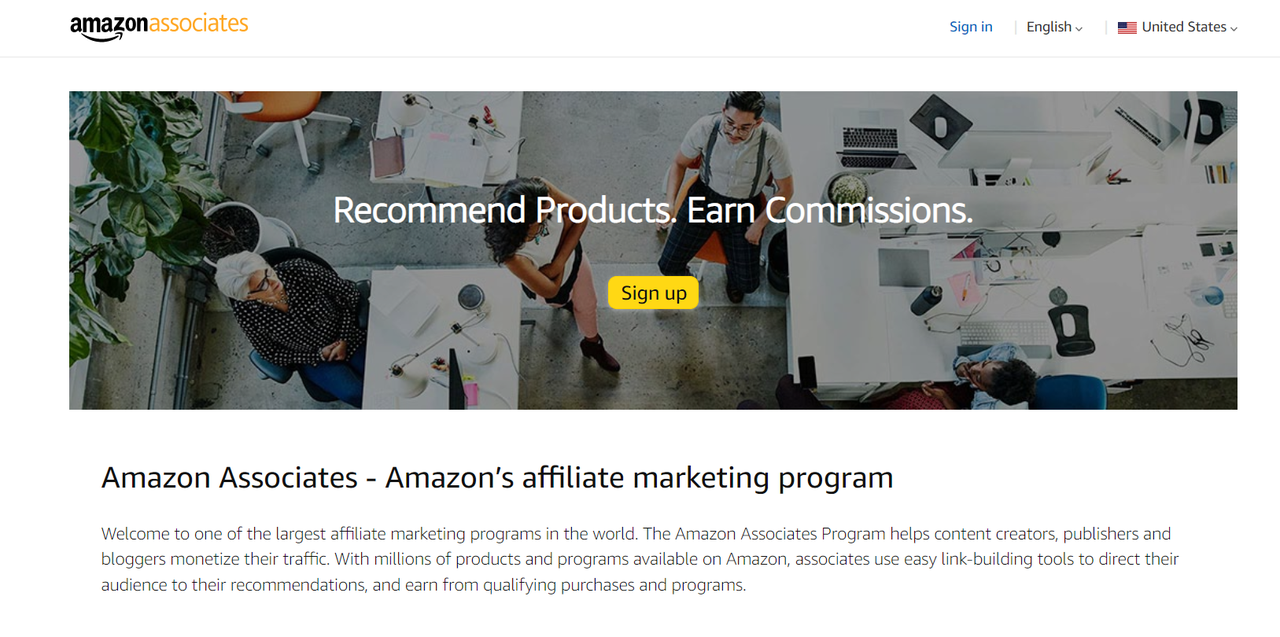 amazonassociates
Sign in
English
United States
Recommend Products. Earn Commissions.
Sign up
Amazon Associates - Amazon’s affiliate marketing program
Welcome to one of the largest affiliate marketing programs in the world. The Amazon Associates Program helps content creators, publishers and
bloggers monetize their traffic. With millions of products and programs available on Amazon, associates use easy link-building tools to direct their
audience to their recommendations, and earn from qualifying purchases and programs.